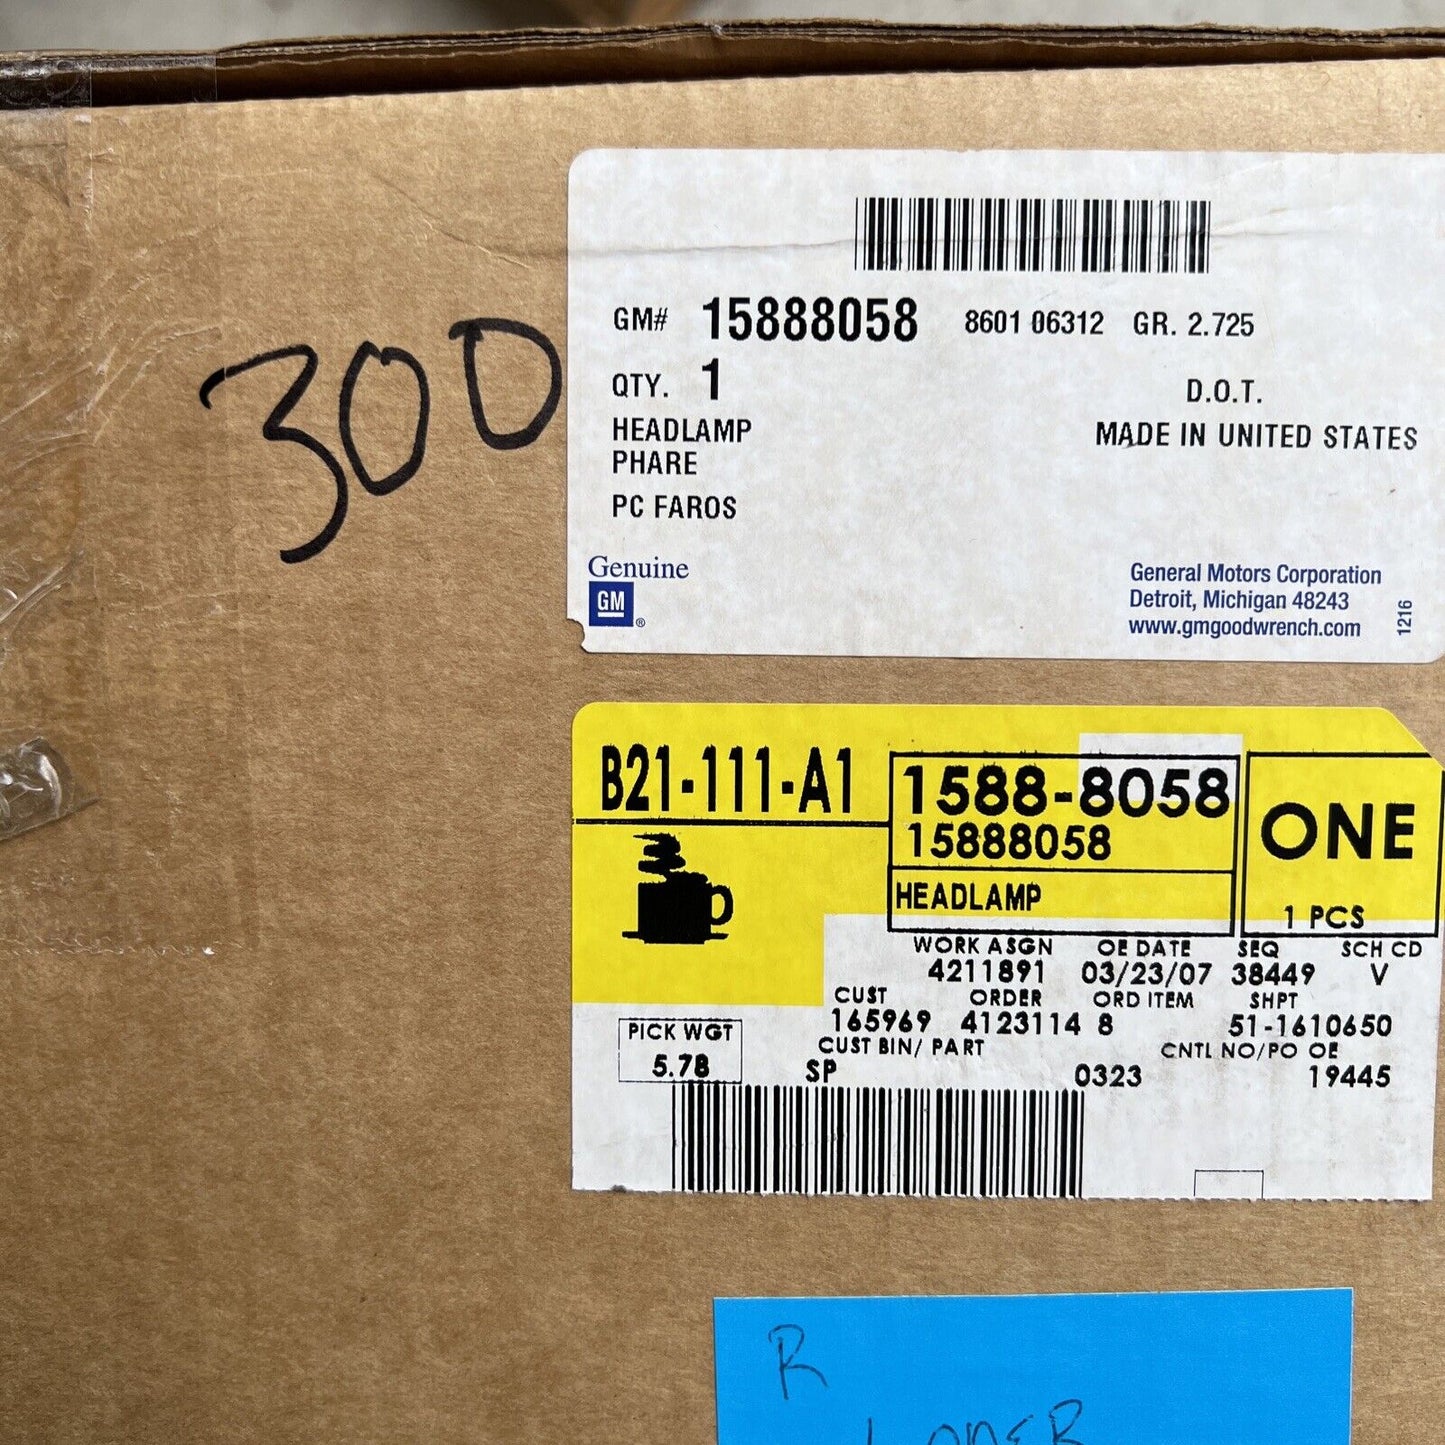 300
GM# 15888058 8601 06312 GR. 2.725
QTY. 1
D.O.T.
HEADLAMP
MADE IN UNITED STATES
PHARE
PC FAROS
Genuine
GM ®
General Motors Corporation
Detroit, Michigan 48243
www.gmgoodwrench.com
1216
B21-111-A1
1588-8058
15888058
HEADLAMP
ONE
1 PCS
WORK ASGN OE DATE SEQ SCH CD
4211891 03/23/07 38449 V
CUST ORDER ORD ITEM SHPT
165969 4123114 8 51-1610650
CUST BIN/ PART CNTL NO/PO OE
SP 0323 19445
PICK WGT
5.78
R